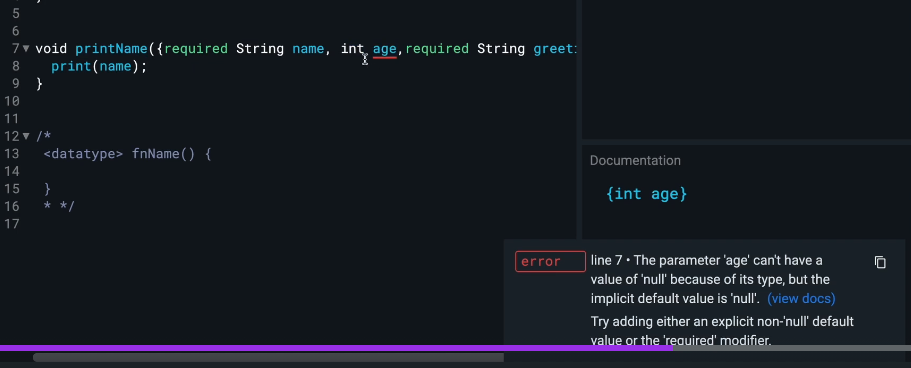 5
6
7 void printName({required String name, int age,required String greet
8 print(name);
9 }
10
11
12 /*
13 <datatype> fnName() {
14
15 }
16 * */
17
Documentation
{int age}
error
line 7 • The parameter 'age' can't have a
value of 'null' because of its type, but the
implicit default value is 'null'. (view docs)
Try adding either an explicit non-'null' default
value or the 'required' modifier.